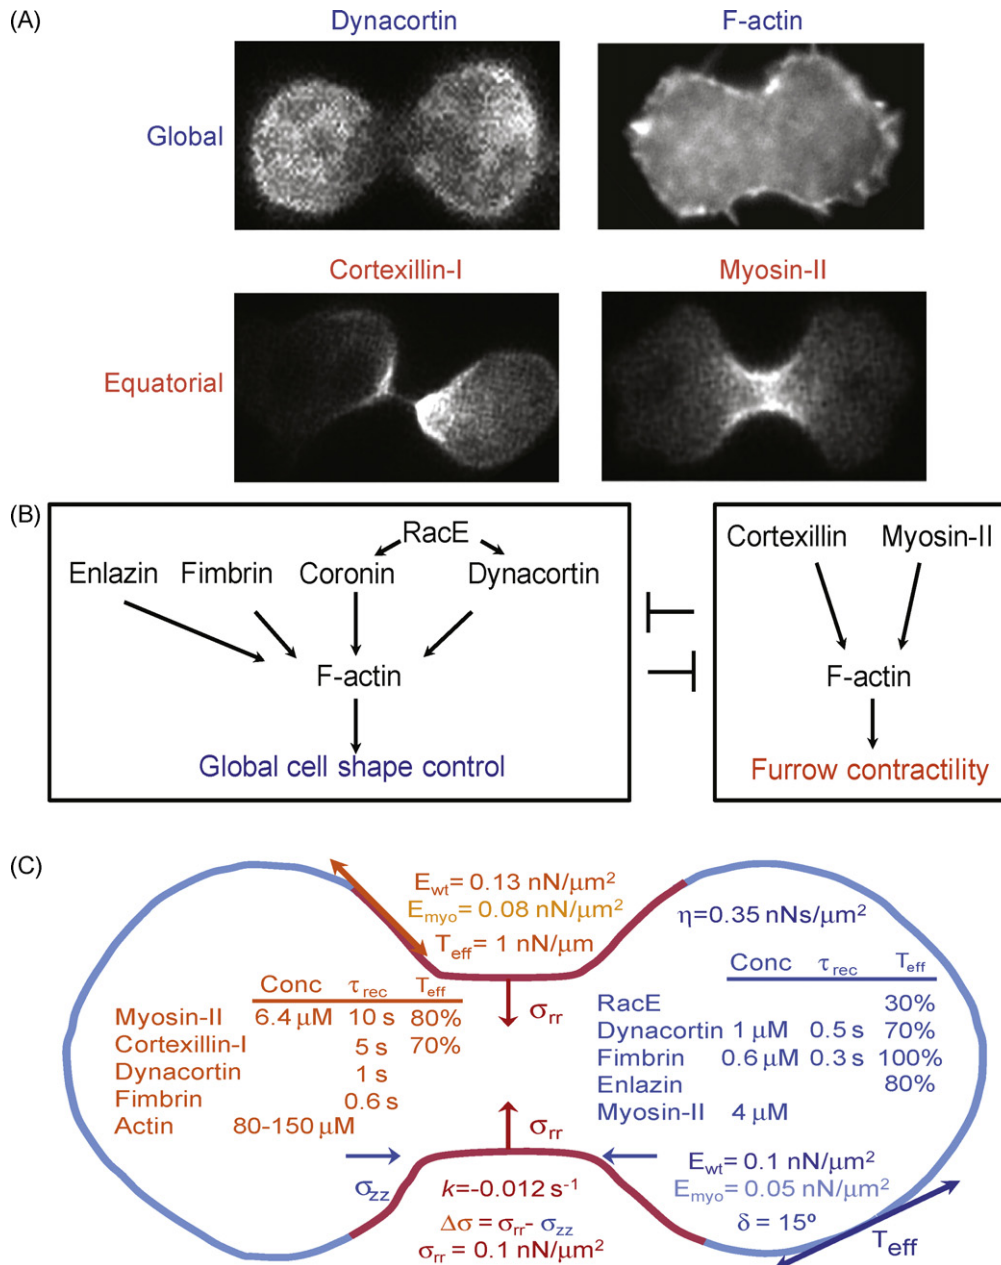 (A)
Dynacortin F-actin
Global
Cortexillin-I Myosin-II
Equatorial
(B)
RacE
Enlazin Fimbrin Coronin Dynacortin
F-actin
Global cell shape control
Cortexillin Myosin-II
F-actin
Furrow contractility
(C)
E_wt= 0.13 nN/μm²
E_myo= 0.08 nN/μm²
T_eff= 1 nN/μm
Conc τ_rec T_eff
Myosin-II 6.4 μM 10 s 80%
Cortexillin-I 5 s 70%
Dynacortin 1 s
Fimbrin 0.6 s
Actin 80-150 μM
σ_rr
σ_rr
σ_zz
k=-0.012 s⁻¹
Δσ = σ_rr- σ_zz
σ_rr = 0.1 nN/μm²
η=0.35 nNs/μm²
Conc τ_rec T_eff
RacE 30%
Dynacortin 1 μM 0.5 s 70%
Fimbrin 0.6 μM 0.3 s 100%
Enlazin 80%
Myosin-II 4 μM
E_wt= 0.1 nN/μm²
E_myo= 0.05 nN/μm²
δ = 15º
T_eff